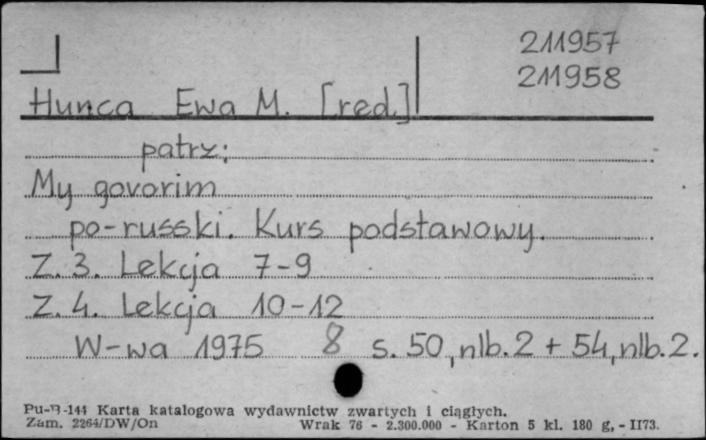 211957
211958
Hunca Ewa M. [red.]
patrz:
My govorim
po-russki. Kurs podstawowy.
Z. 3. Lekcja 7-9
Z. 4. Lekcja 10-12
W-wa 1975 8 s. 50, nlb. 2 + 54, nlb. 2.
Pu-B-144 Karta katalogowa wydawnictw zwartych i ciągłych.
Zam. 2264/DW/On Wrak 76 - 2.300.000 - Karton 5 kl. 180 g, - II73.